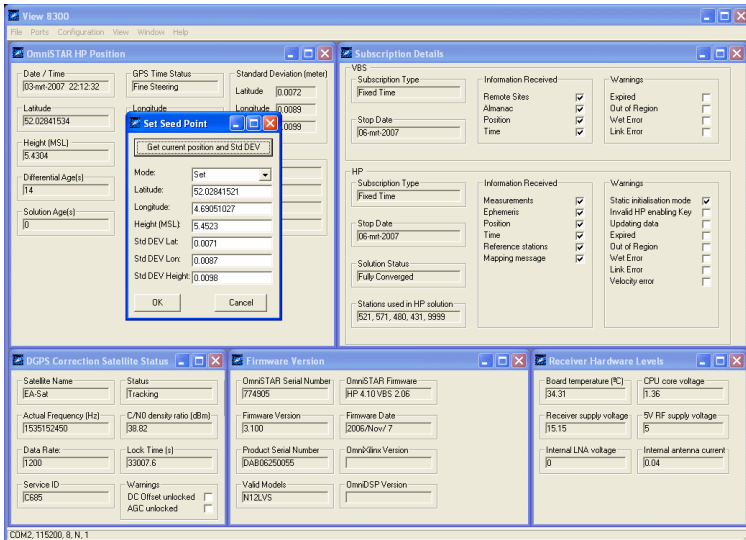 View 8300
File Ports Configuration View Window Help
OmniSTAR HP Position
Date / Time
03-mrt-2007 22:12:32
GPS Time Status
Fine Steering
Standard Deviation (meter)
Latitude 0.0072
Longitude 0.0089
0.0099
Latitude
52.02841534
Longitude
Height (MSL)
5.4304
Differential Age(s)
14
Solution Age(s)
0
Set Seed Point
Get current position and Std DEV
Mode: Set
Latitude: 52.02841521
Longitude: 4.69051027
Height (MSL): 5.4523
Std DEV Lat: 0.0071
Std DEV Lon: 0.0087
Std DEV Height: 0.0098
OK Cancel
Subscription Details
VBS
Subscription Type
Fixed Time
Stop Date
06-mrt-2007
Information Received
Remote Sites
Almanac
Position
Time
Warnings
Expired
Out of Region
Wet Error
Link Error
HP
Subscription Type
Fixed Time
Stop Date
06-mrt-2007
Solution Status
Fully Converged
Stations used in HP solution
521, 571, 480, 431, 9999
Information Received
Measurements
Ephemeris
Position
Time
Reference stations
Mapping message
Warnings
Static initialisation mode
Invalid HP enabling Key
Updating data
Expired
Out of Region
Wet Error
Link Error
Velocity error
DGPS Correction Satellite Status
Satellite Name
EA-Sat
Status
Tracking
Actual Frequency (Hz)
1535152450
C/N0 density ratio (dBm)
38.82
Data Rate:
1200
Lock Time (s)
33007.6
Service ID
C685
Warnings
DC Offset unlocked
AGC unlocked
Firmware Version
OmniSTAR Serial Number
774905
OmniSTAR Firmware
HP 4.10 VBS 2.06
Firmware Version
3.100
Firmware Date
2006/Nov/ 7
Product Serial Number
DAB06250055
OmniXilinx Version
Valid Models
N12LVS
OmniDSP Version
Receiver Hardware Levels
Board temperature (ºC)
34.31
CPU core voltage
1.36
Receiver supply voltage
15.15
5V RF supply voltage
5
Internal LNA voltage
0
Internal antenna current
0.04
COM2, 115200, 8, N, 1